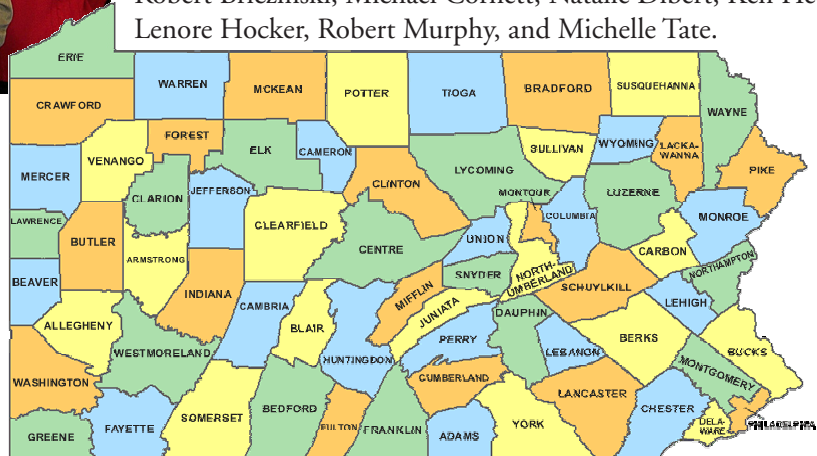 Lenore Hocker, Robert Murphy, and Michelle Tate.
ERIE
WARREN
MCKEAN
POTTER
TIOGA
BRADFORD
SUSQUEHANNA
WAYNE
CRAWFORD
FOREST
ELK
CAMERON
SULLIVAN
WYOMING
LACKA-
WANNA
PIKE
VENANGO
MERCER
CLARION
JEFFERSON
CLINTON
LYCOMING
MONTOUR
COLUMBIA
LUZERNE
MONROE
LAWRENCE
BUTLER
ARMSTRONG
CLEARFIELD
CENTRE
UNION
SNYDER
NORTH-
UMBERLAND
CARBON
NORTHAMPTON
BEAVER
INDIANA
CAMBRIA
BLAIR
MIFFLIN
JUNIATA
SCHUYLKILL
LEHIGH
ALLEGHENY
WESTMORELAND
HUNTINGDON
PERRY
DAUPHIN
LEBANON
BERKS
BUCKS
MONTGOMERY
WASHINGTON
CUMBERLAND
LANCASTER
CHESTER
DELA-
WARE
PHILADELPHIA
GREENE
FAYETTE
SOMERSET
BEDFORD
FULTON
FRANKLIN
ADAMS
YORK